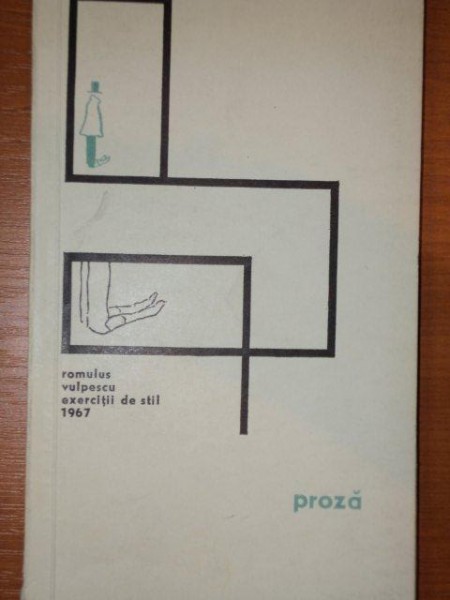 romulus
vulpescu
exerciții de stil
1967
proză